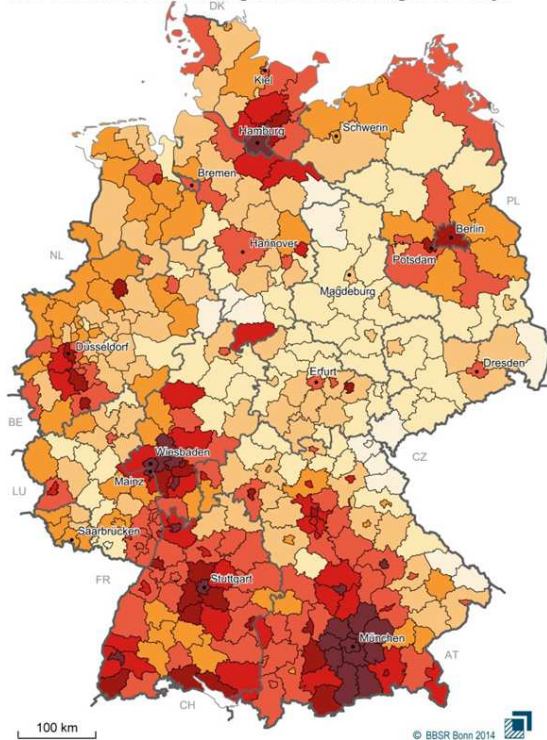 DK
Kiel
Hamburg
Schwerin
Bremen
PL
Berlin
NL
Hannover
Potsdam
Magdeburg
Düsseldorf
Erfurt
Dresden
BE
Wiesbaden
CZ
LU
Mainz
Saarbrücken
FR
Stuttgart
München
AT
CH
100 km
© BBSR Bonn 2014